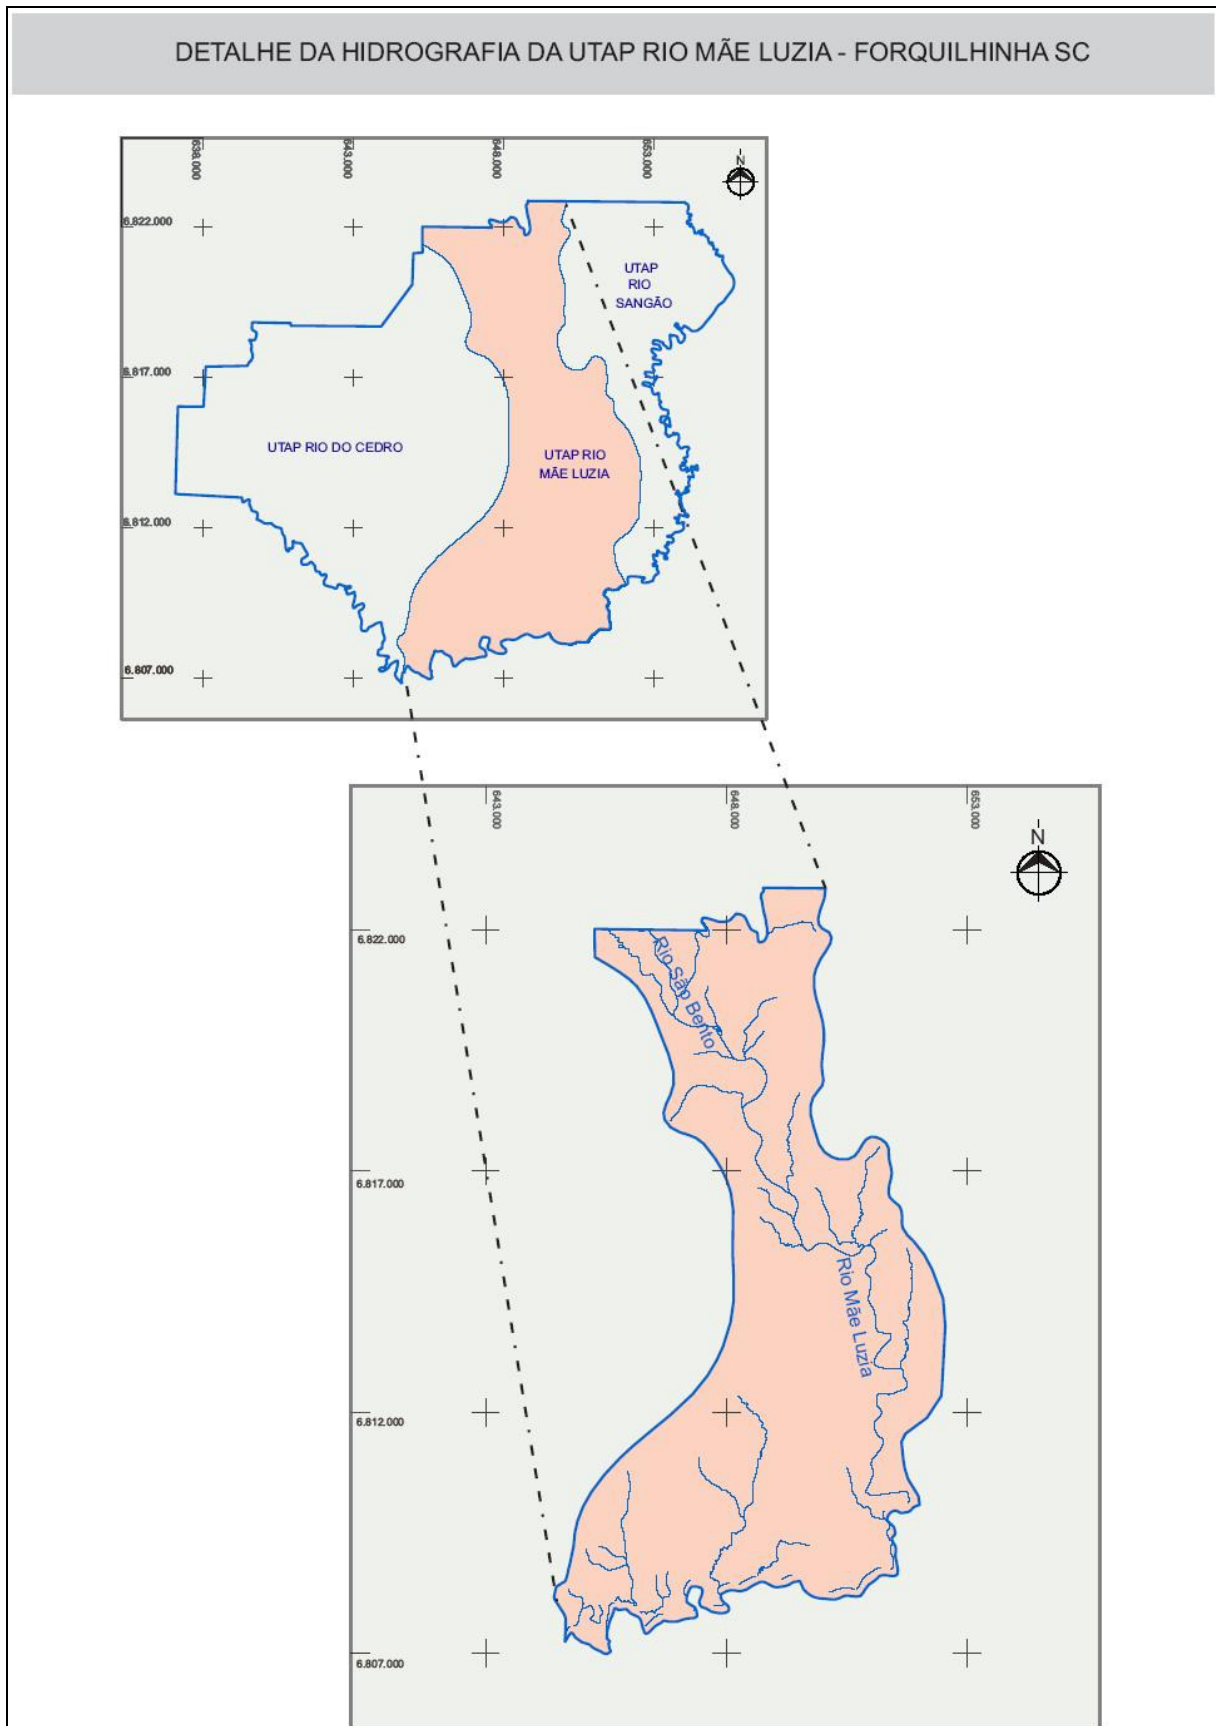 DETALHE DA HIDROGRAFIA DA UTAP RIO MÃE LUZIA - FORQUILHINHA SC
638.000
643.000
648.000
653.000
N
6.822.000
UTAP
RIO
SANGÃO
6.817.000
UTAP RIO DO CEDRO
UTAP RIO
MÃE LUZIA
6.812.000
6.807.000
643.000
648.000
653.000
N
6.822.000
Rio São Bento
6.817.000
Rio Mãe Luzia
6.812.000
6.807.000